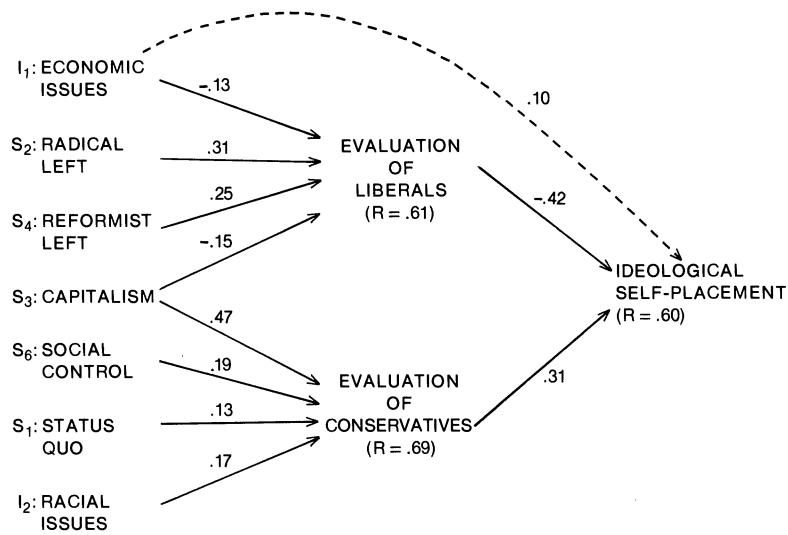 I1: ECONOMIC
ISSUES
-.13
.10
S2: RADICAL
LEFT
.31
EVALUATION
OF
LIBERALS
(R = .61)
.25
S4: REFORMIST
LEFT
-.15
-.42
S3: CAPITALISM
IDEOLOGICAL
SELF-PLACEMENT
(R = .60)
.47
S6: SOCIAL
CONTROL
.19
EVALUATION
OF
CONSERVATIVES
(R = .69)
.31
S1: STATUS
QUO
.13
.17
I2: RACIAL
ISSUES